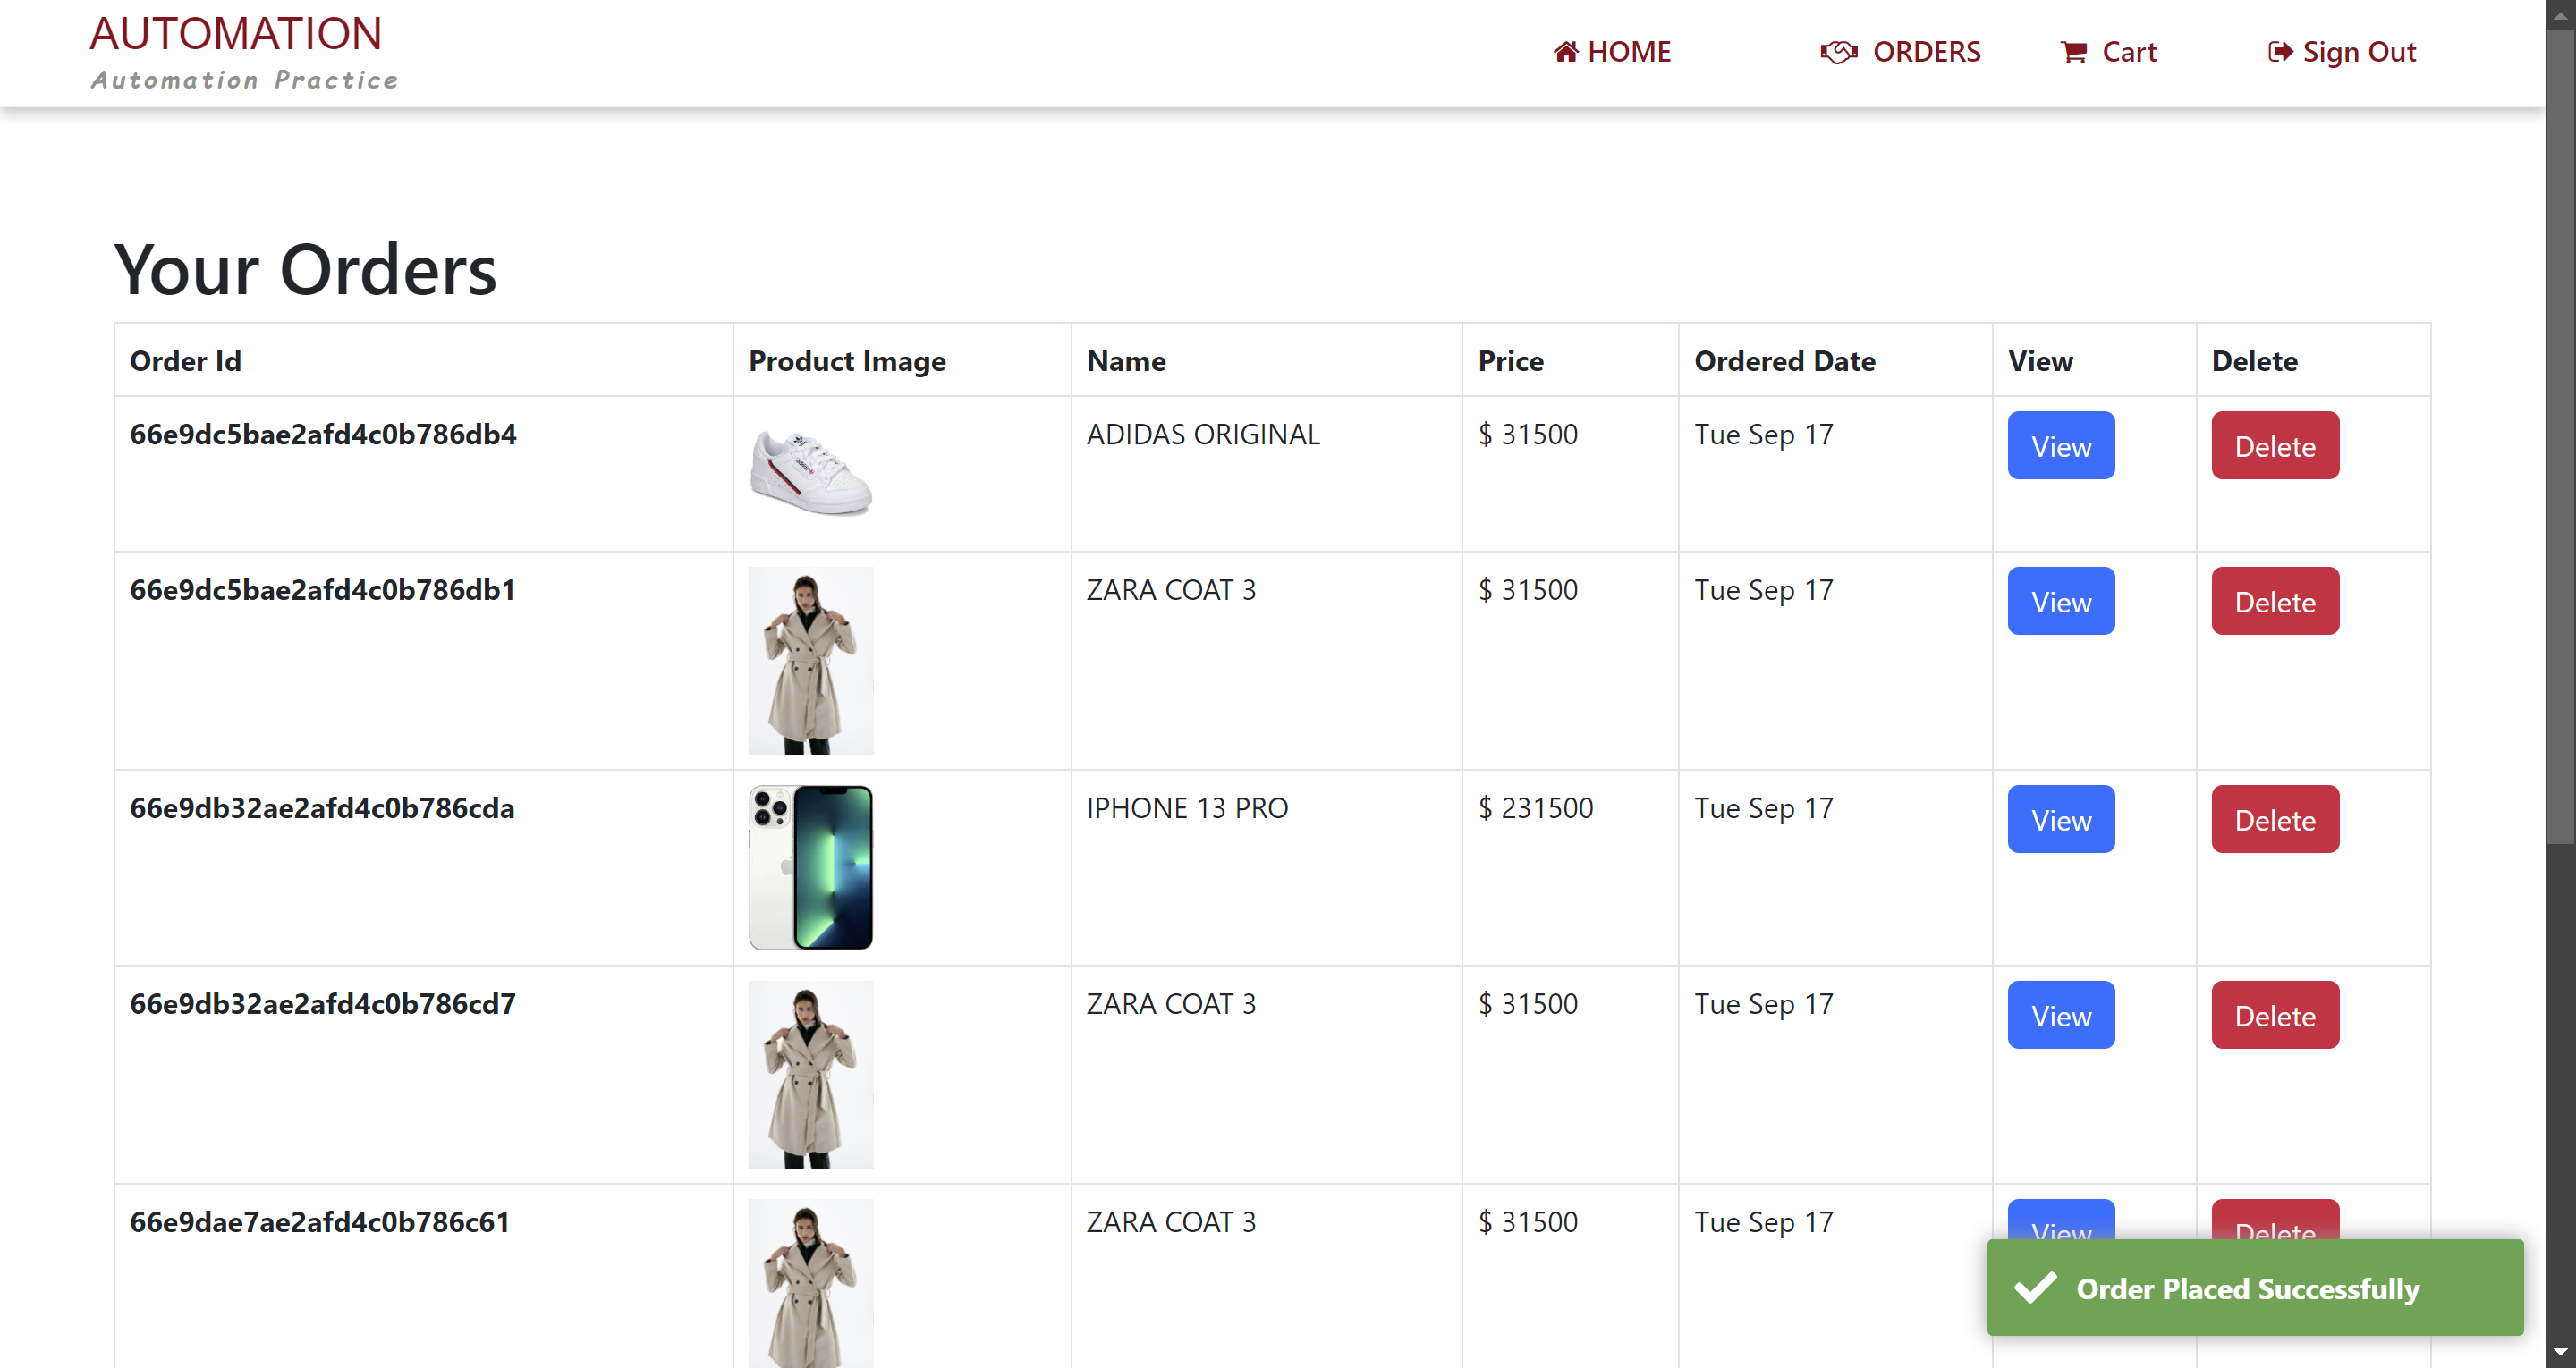 AUTOMATION
Automation Practice
HOME
ORDERS
Cart
Sign Out
Your Orders
Order Id Product Image Name Price Ordered Date View Delete
66e9dc5bae2afd4c0b786db4 ADIDAS ORIGINAL $ 31500 Tue Sep 17 View Delete
66e9dc5bae2afd4c0b786db1 ZARA COAT 3 $ 31500 Tue Sep 17 View Delete
66e9db32ae2afd4c0b786cda IPHONE 13 PRO $ 231500 Tue Sep 17 View Delete
66e9db32ae2afd4c0b786cd7 ZARA COAT 3 $ 31500 Tue Sep 17 View Delete
66e9dae7ae2afd4c0b786c61 ZARA COAT 3 $ 31500 Tue Sep 17 View Delete
Order Placed Successfully